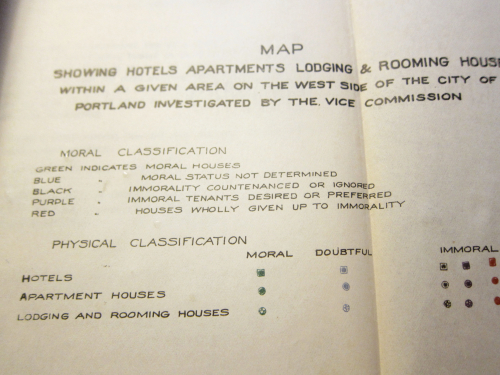 MAP
SHOWING HOTELS APARTMENTS LODGING & ROOMING HOUS
WITHIN A GIVEN AREA ON THE WEST SIDE OF THE CITY OF
PORTLAND INVESTIGATED BY THE VICE COMMISSION
MORAL CLASSIFICATION
GREEN INDICATES MORAL HOUSES
BLUE " MORAL STATUS NOT DETERMINED
BLACK " IMMORALITY COUNTENANCED OR IGNORED
PURPLE " IMMORAL TENANTS DESIRED OR PREFERRED
RED " HOUSES WHOLLY GIVEN UP TO IMMORALITY
PHYSICAL CLASSIFICATION
MORAL DOUBTFUL IMMORAL
HOTELS
APARTMENT HOUSES
LODGING AND ROOMING HOUSES